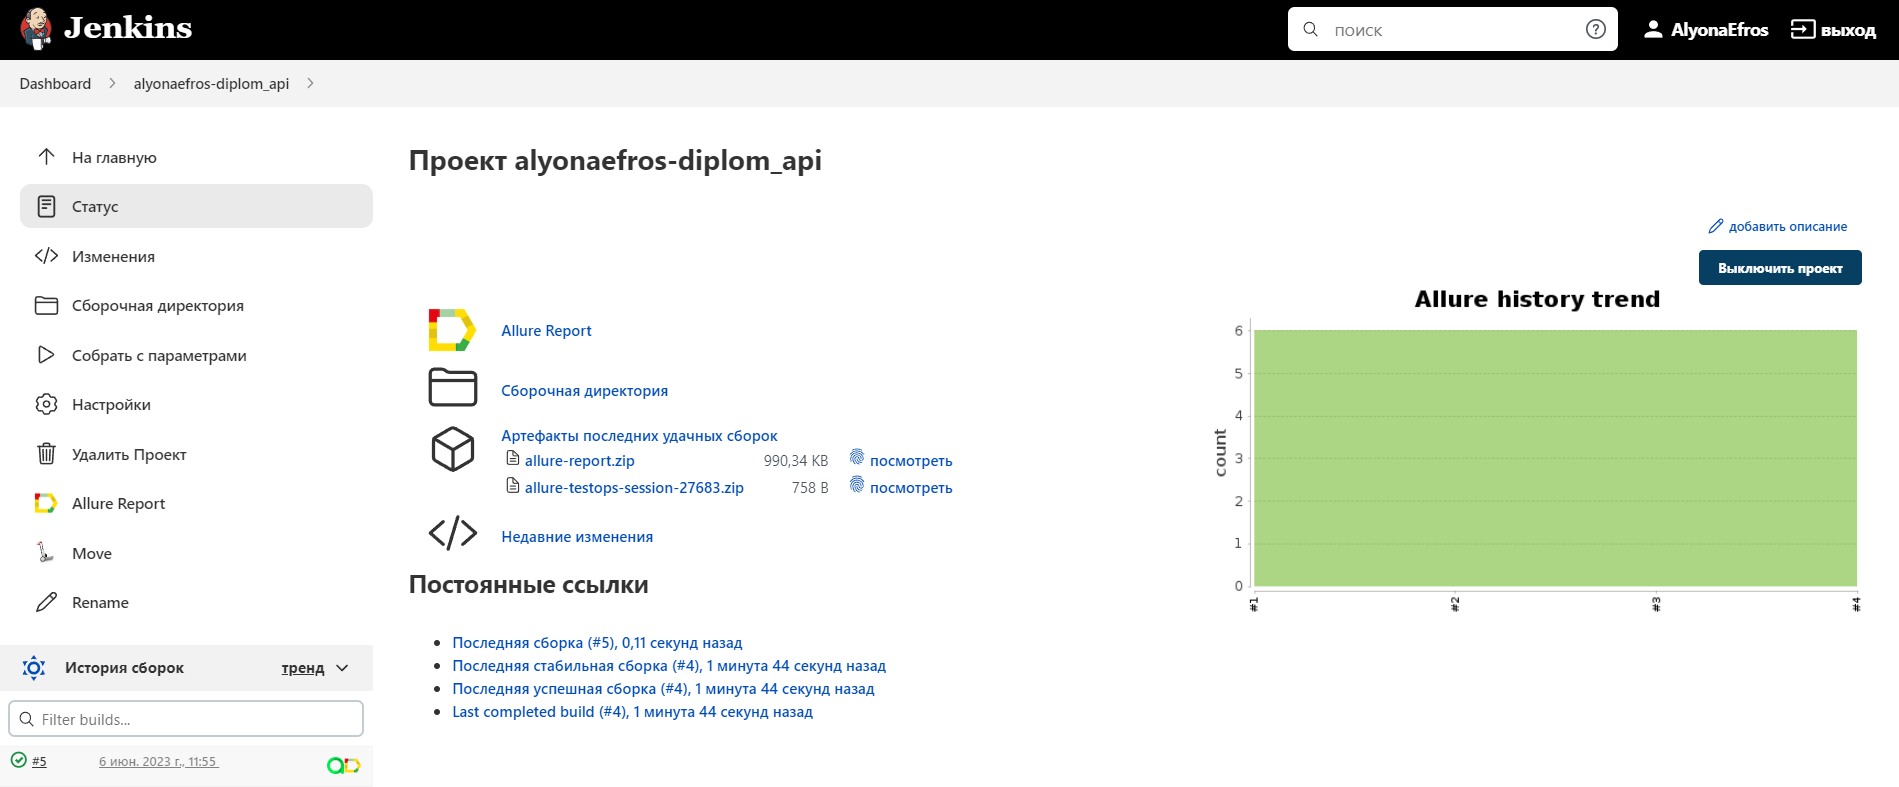 Jenkins
поиск
AlyonaEfros
выход
Dashboard
alyonaefros-diplom_api
На главную
Статус
Изменения
Сборочная директория
Собрать с параметрами
Настройки
Удалить Проект
Allure Report
Move
Rename
История сборок
тренд
Filter builds...
#5
6 июн. 2023 г., 11:55
Проект alyonaefros-diplom_api
добавить описание
Выключить проект
Allure Report
Сборочная директория
Артефакты последних удачных сборок
allure-report.zip 990,34 KB посмотреть
allure-testops-session-27683.zip 758 B посмотреть
Недавние изменения
Постоянные ссылки
Последняя сборка (#5), 0,11 секунд назад
Последняя стабильная сборка (#4), 1 минута 44 секунд назад
Последняя успешная сборка (#4), 1 минута 44 секунд назад
Last completed build (#4), 1 минута 44 секунд назад
Allure history trend
count
6
5
4
3
2
1
0
#1
#2
#3
#4